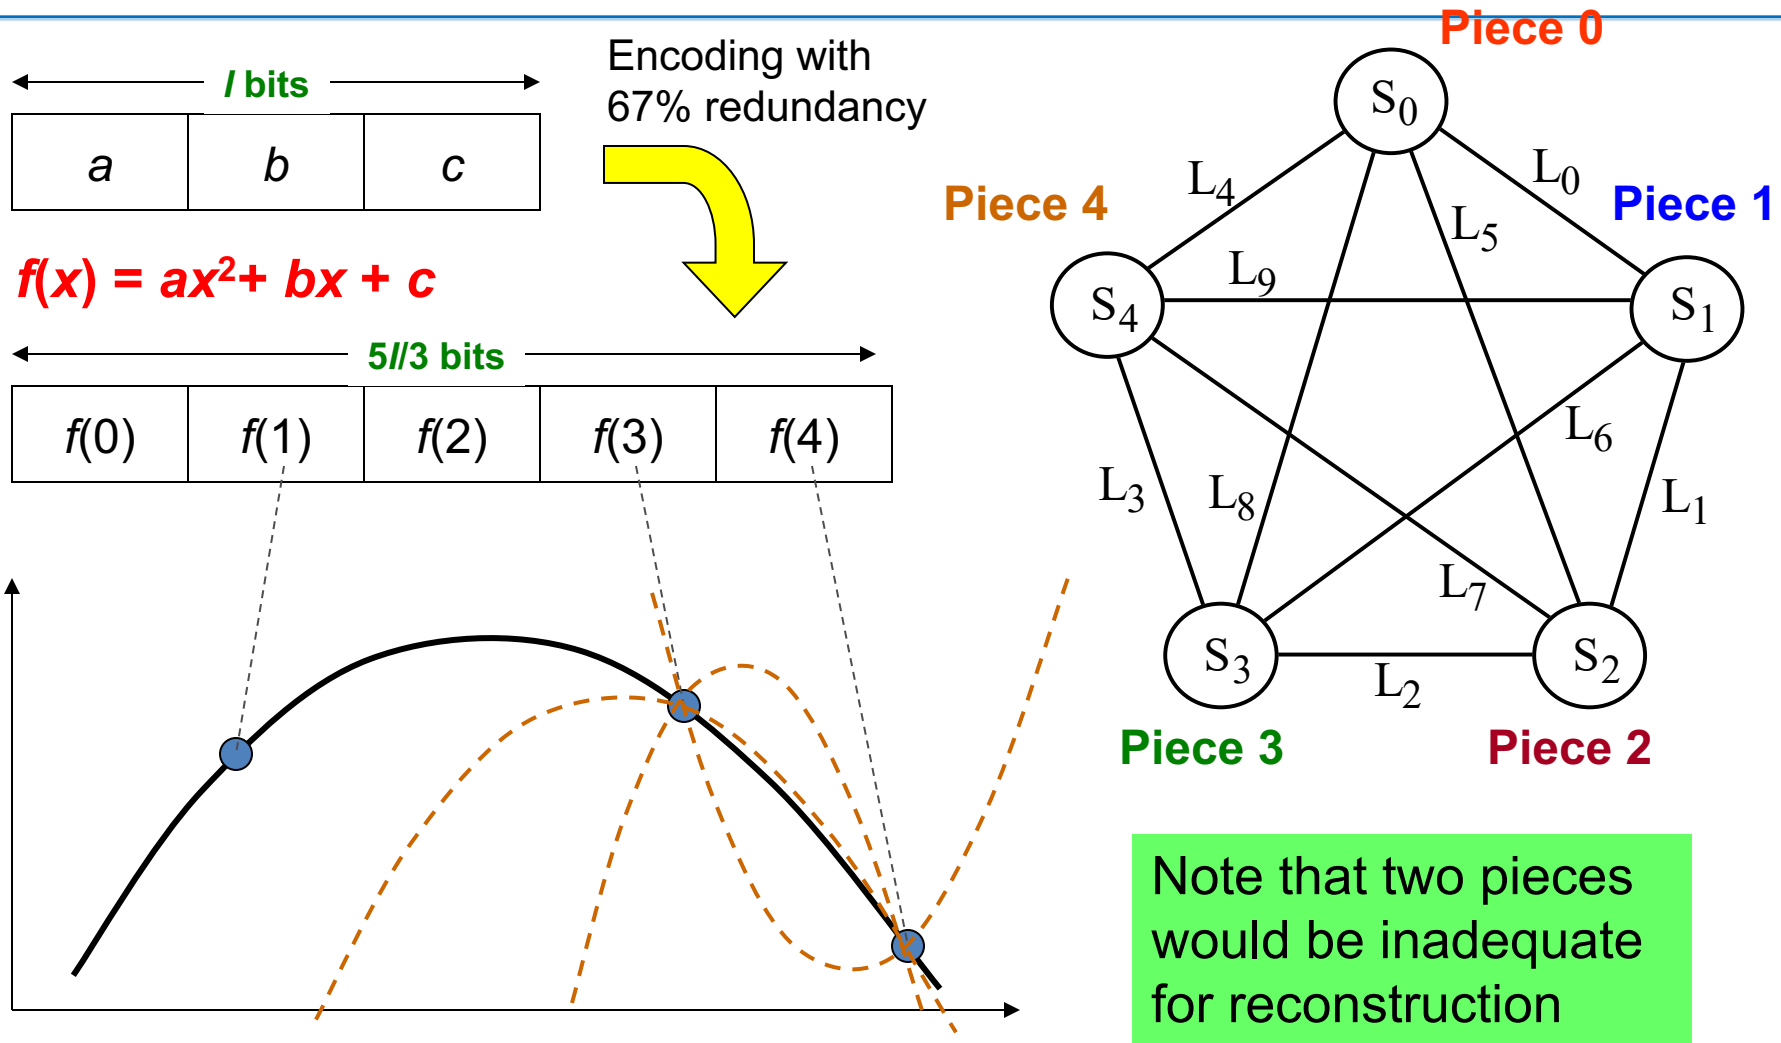 l bits
a b c
Encoding with
67% redundancy
f(x) = ax²+ bx + c
5l/3 bits
f(0) f(1) f(2) f(3) f(4)
Piece 0
S₀
L₄
L₀
Piece 4
Piece 1
L₅
L₉
S₄
S₁
L₆
L₃
L₈
L₁
L₇
S₃
S₂
L₂
Piece 3
Piece 2
Note that two pieces
would be inadequate
for reconstruction